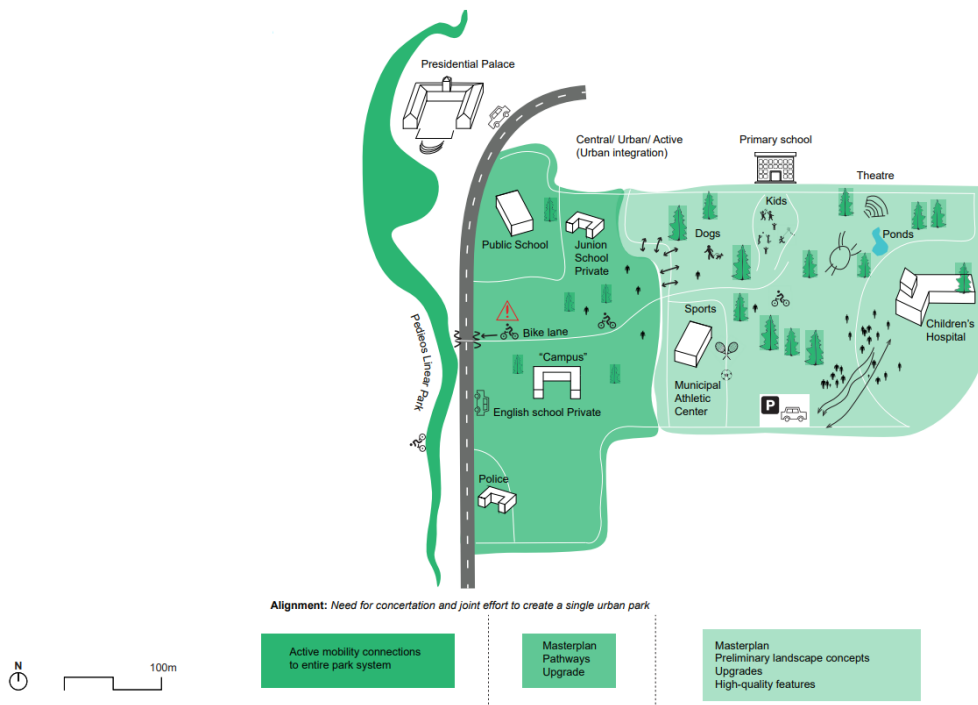 Presidential Palace
Central/ Urban/ Active
(Urban integration)
Primary school
Theatre
Kids
Dogs
Ponds
Public School
Junion
School
Private
Children's
Hospital
Bike lane
Sports
"Campus"
English school Private
Municipal
Athletic
Center
P
Pedieos Linear Park
Police
Alignment: Need for concertation and joint effort to create a single urban park
Active mobility connections
to entire park system
Masterplan
Pathways
Upgrade
Masterplan
Preliminary landscape concepts
Upgrades
High-quality features
N
100m